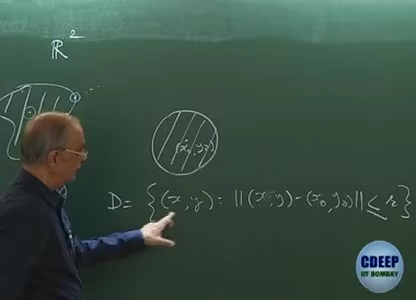 ℝ²
(x₀, y₀)
D = {(x, y) : ||(x, y) - (x₀, y₀)|| ≤ r}
CDEEP
IIT BOMBAY